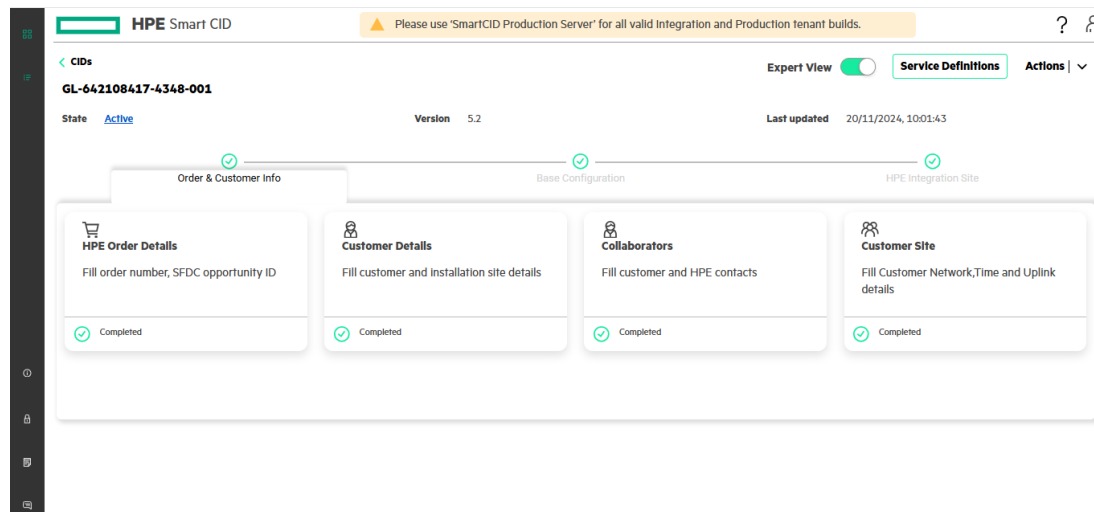 HPE Smart CID
Please use 'SmartCID Production Server' for all valid Integration and Production tenant builds.
?
< CIDs
Expert View
Service Definitions
Actions |
GL-642108417-4348-001
State Active
Version 5.2
Last updated 20/11/2024, 10:01:43
Order & Customer Info
Base Configuration
HPE Integration Site
HPE Order Details
Fill order number, SFDC opportunity ID
Completed
Customer Details
Fill customer and installation site details
Completed
Collaborators
Fill customer and HPE contacts
Completed
Customer Site
Fill Customer Network,Time and Uplink
details
Completed